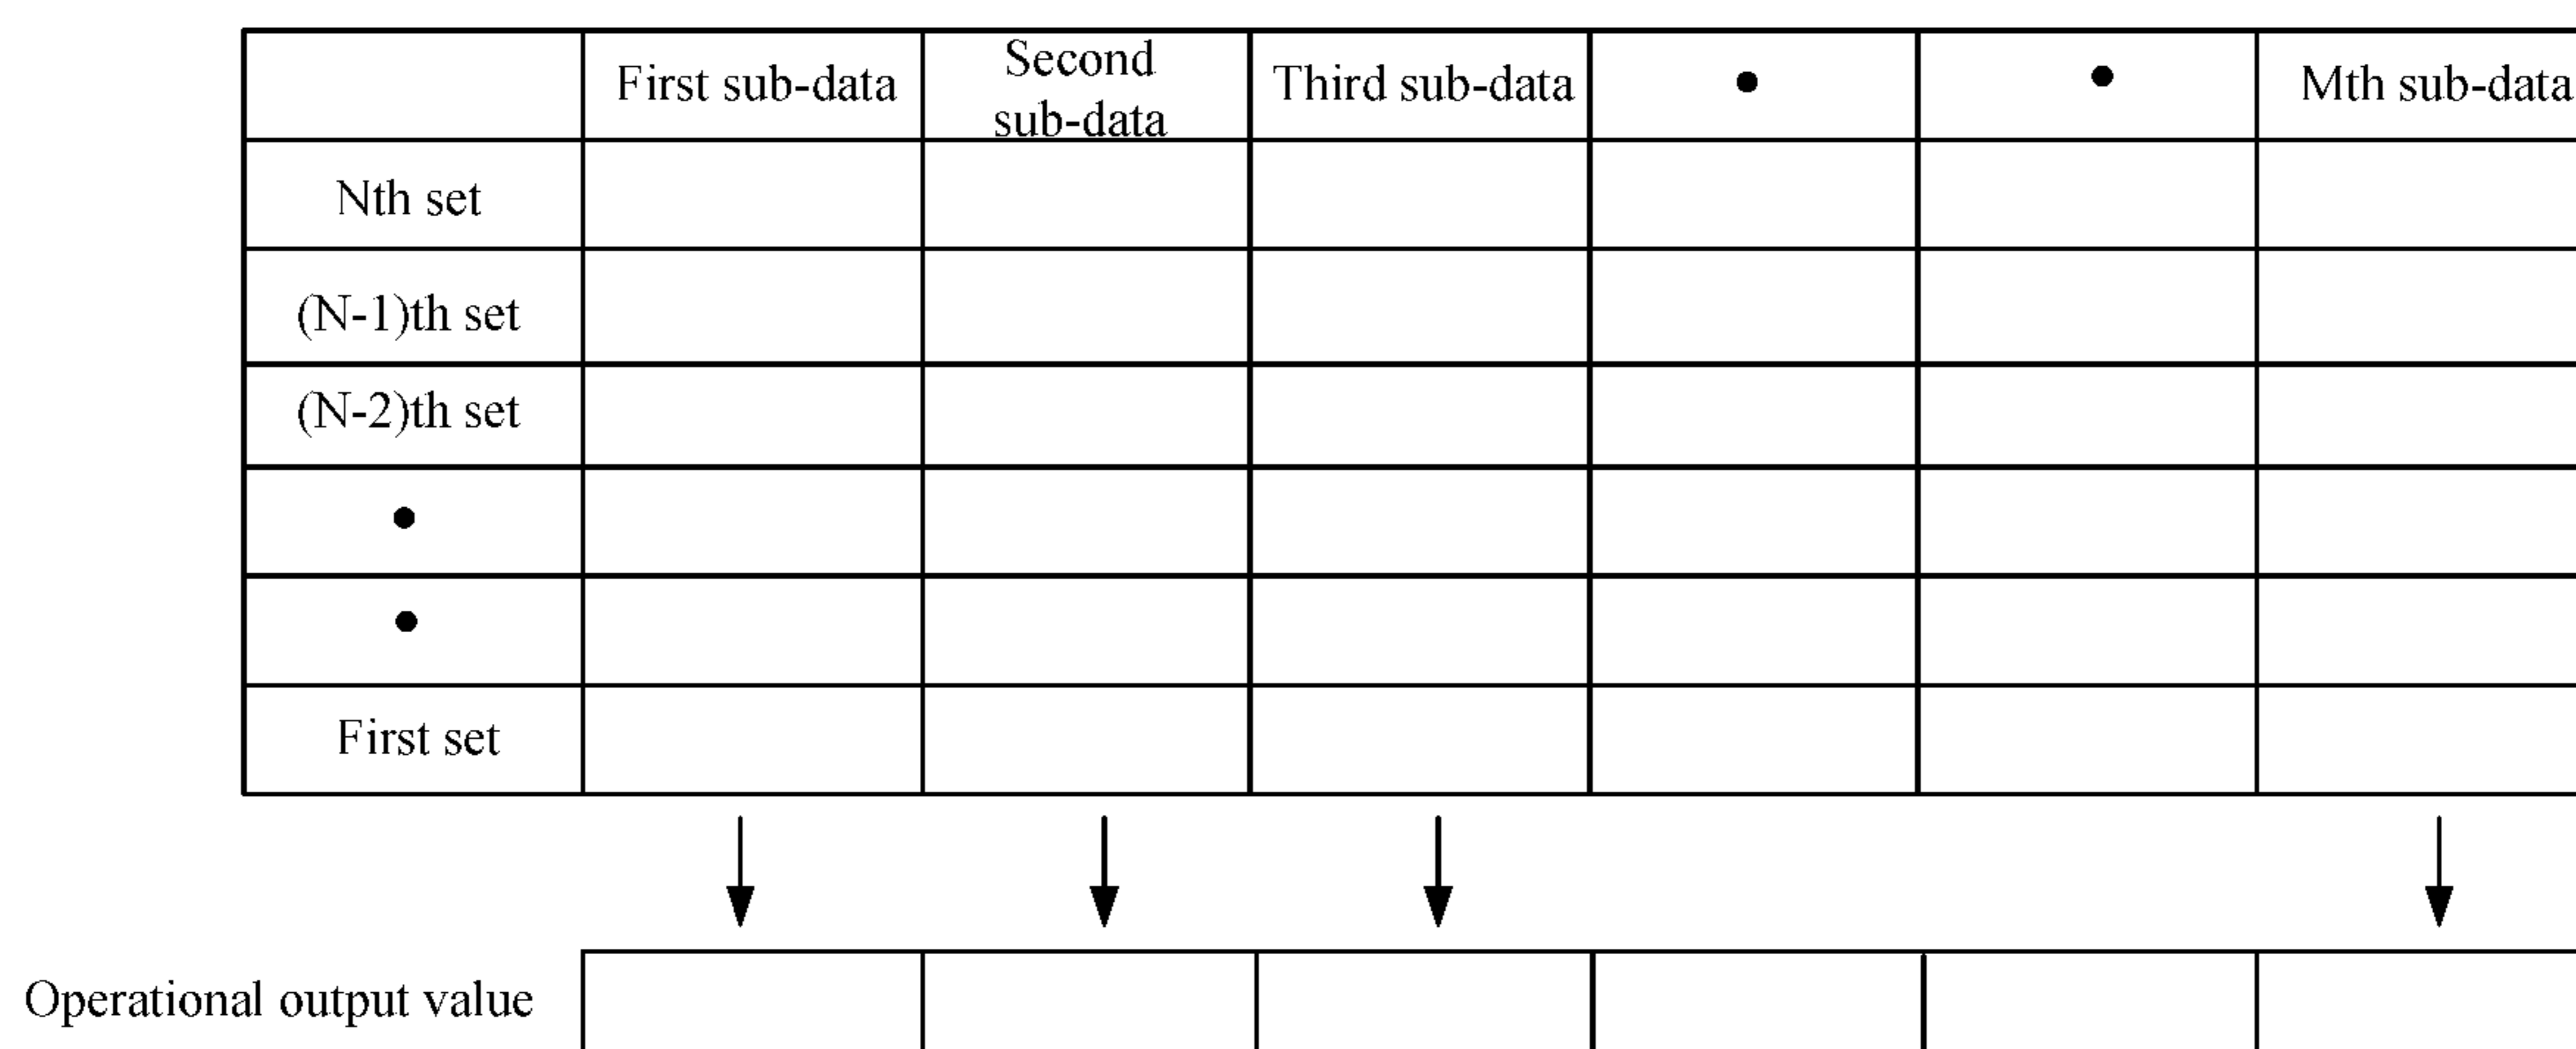 First sub-data
Second
sub-data
Third sub-data
•
•
Mth sub-data
Nth set
(N-1)th set
(N-2)th set
•
•
First set
Operational output value